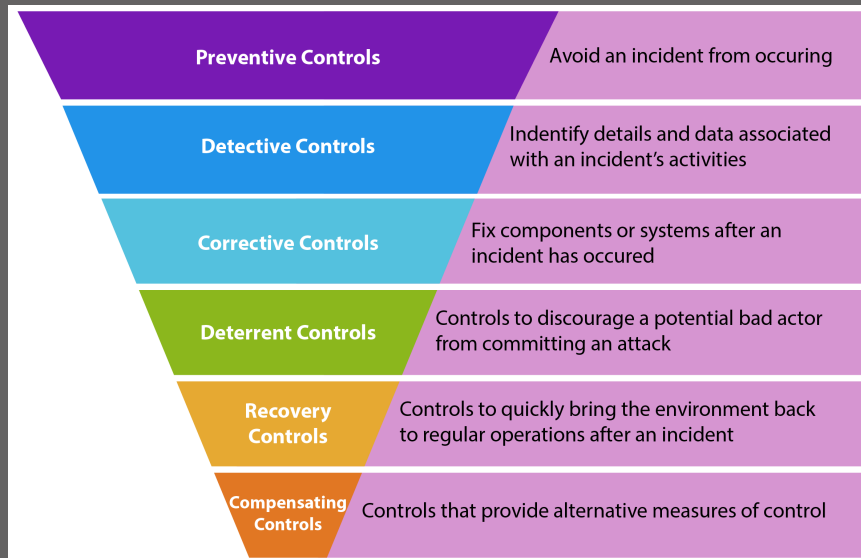 Preventive Controls
Avoid an incident from occuring
Detective Controls
Indentify details and data associated
with an incident's activities
Corrective Controls
Fix components or systems after an
incident has occured
Deterrent Controls
Controls to discourage a potential bad actor
from committing an attack
Recovery
Controls
Controls to quickly bring the environment back
to regular operations after an incident
Compensating
Controls
Controls that provide alternative measures of control